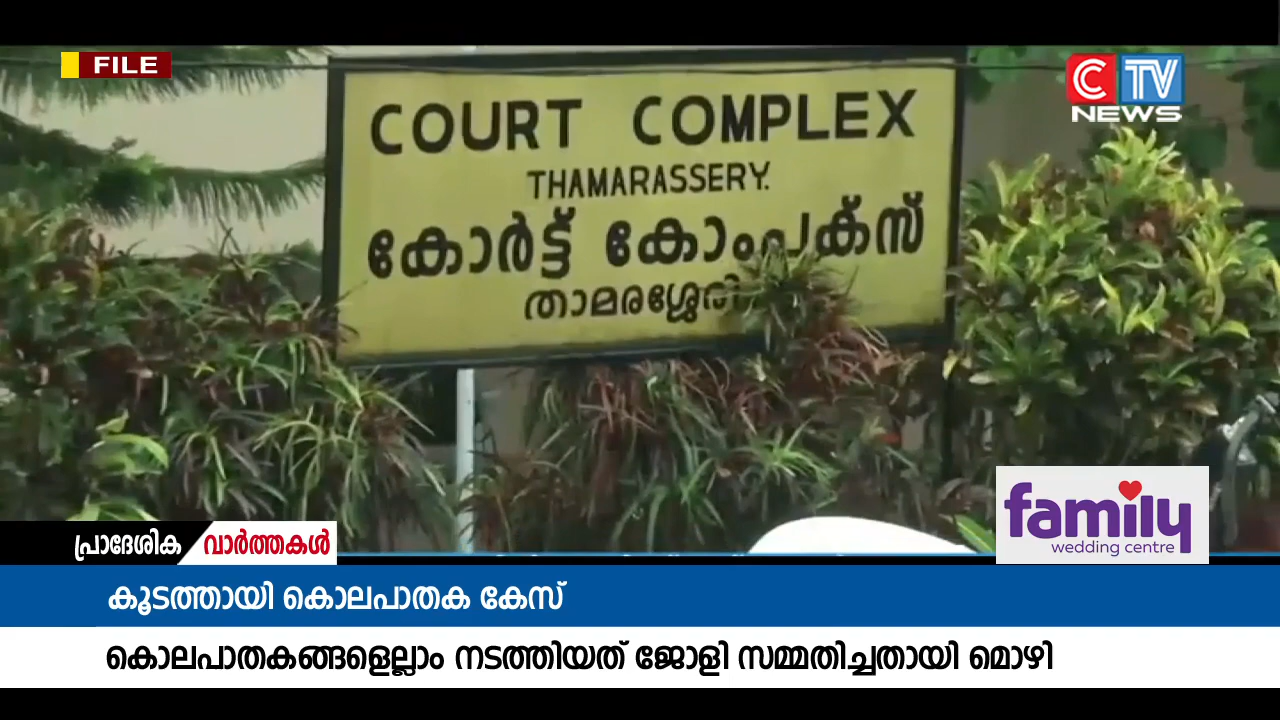 FILE
CTV
NEWS
COURT COMPLEX
THAMARASSERY.
കോർട്ട് കോംപ്ലക്സ്
താമരശ്ശേരി
family
wedding centre
പ്രാദേശിക വാർത്തകൾ
കൂടത്തായി കൊലപാതക കേസ്
കൊലപാതകങ്ങളെല്ലാം നടത്തിയത് ജോളി സമ്മതിച്ചതായി മൊഴി